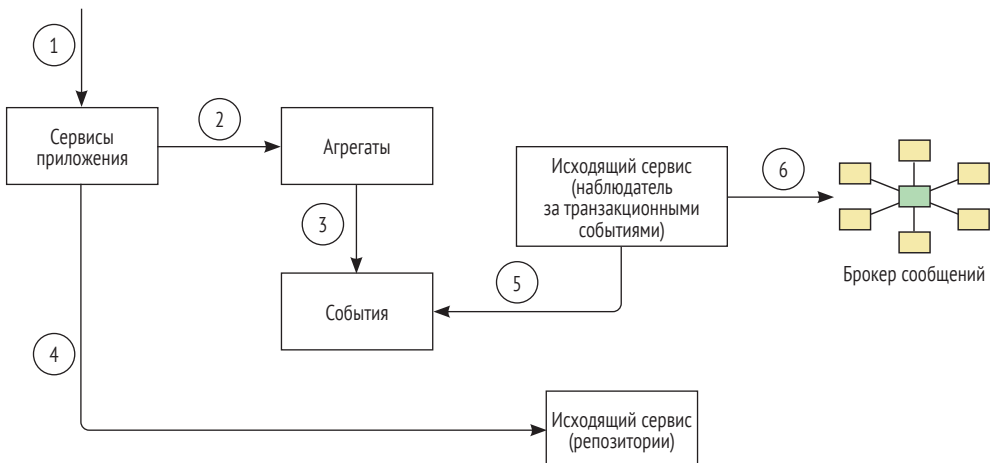 1
Сервисы
приложения
2
Агрегаты
3
События
4
Исходящий сервис
(наблюдатель
за транзакционными
событиями)
5
6
Брокер сообщений
Исходящий сервис
(репозитории)